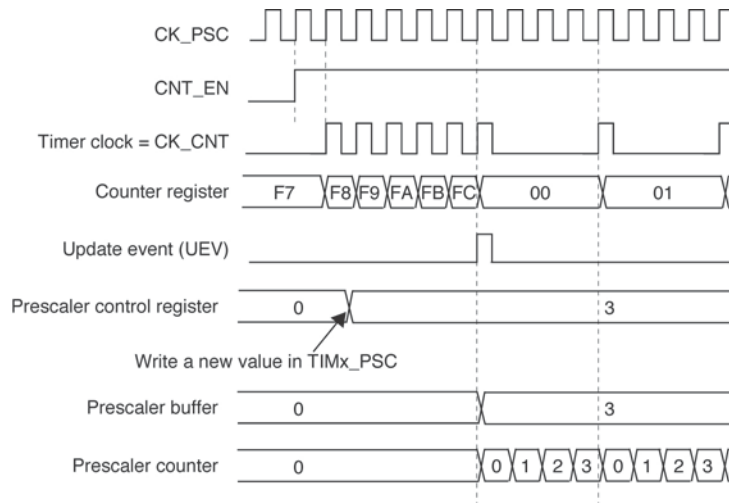 CK_PSC
CNT_EN
Timer clock = CK_CNT
Counter register F7 F8 F9 FA FB FC 00 01
Update event (UEV)
Prescaler control register 0 3
Write a new value in TIMx_PSC
Prescaler buffer 0 3
Prescaler counter 0 0 1 2 3 0 1 2 3